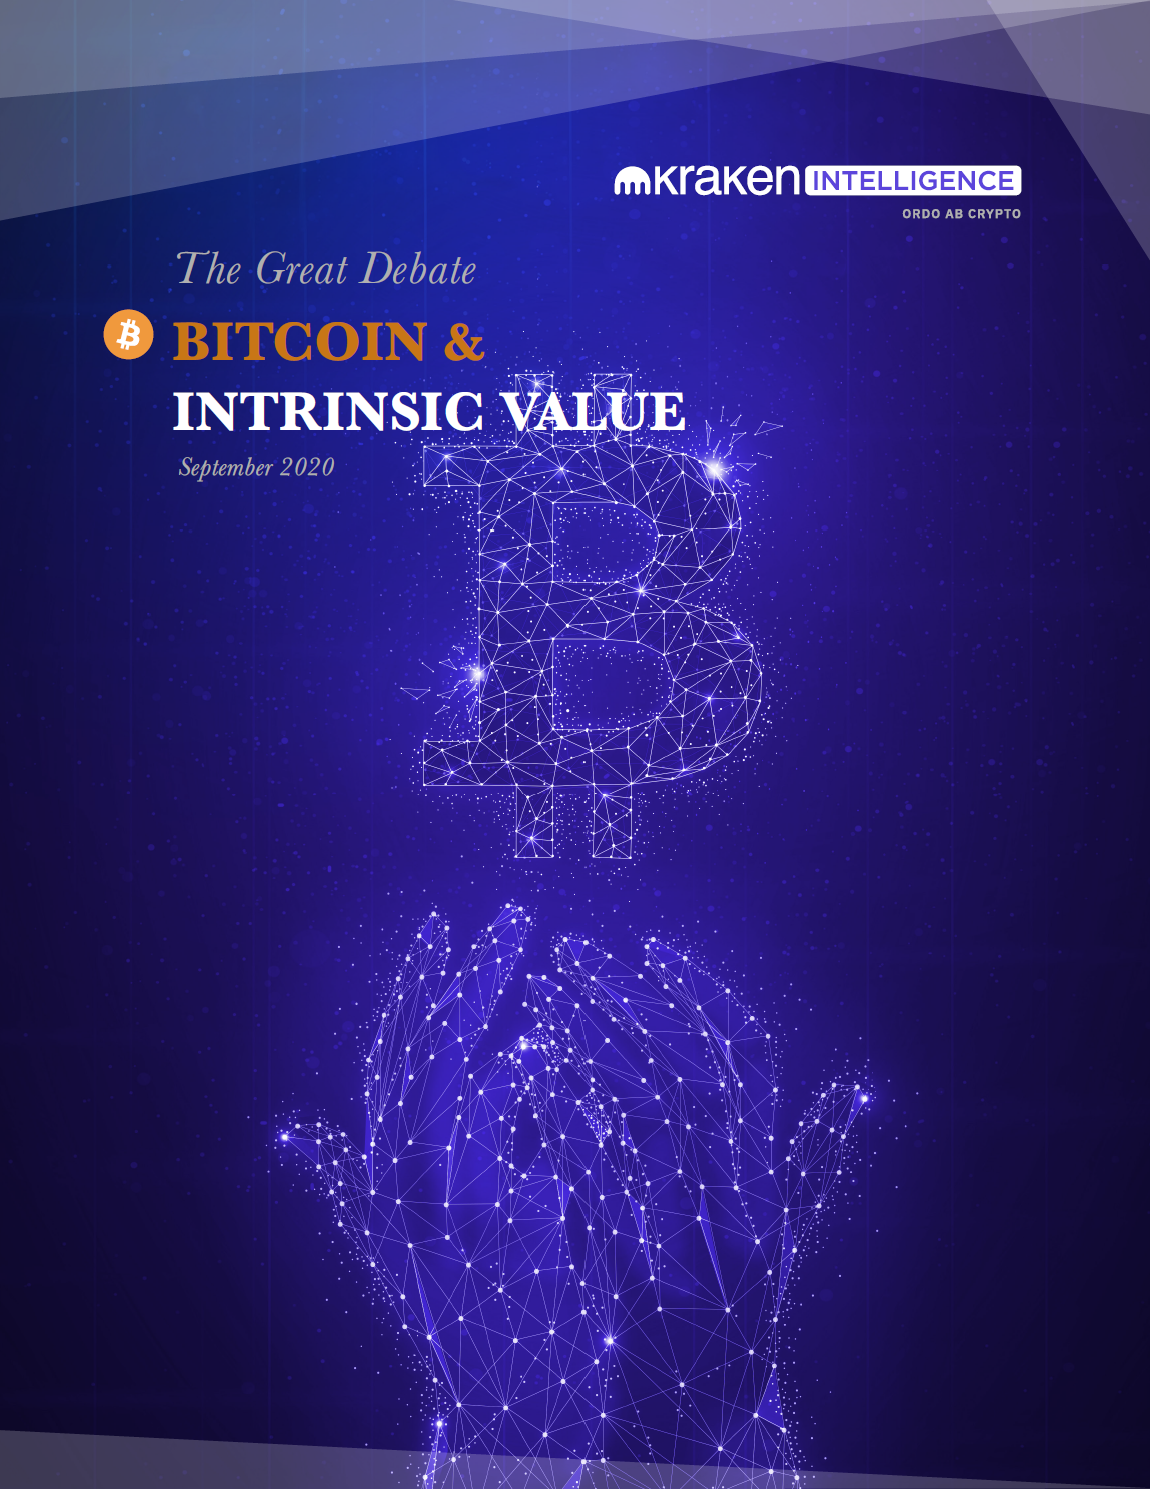 kraken INTELLIGENCE
ORDO AB CRYPTO
The Great Debate
BITCOIN &
INTRINSIC VALUE
September 2020